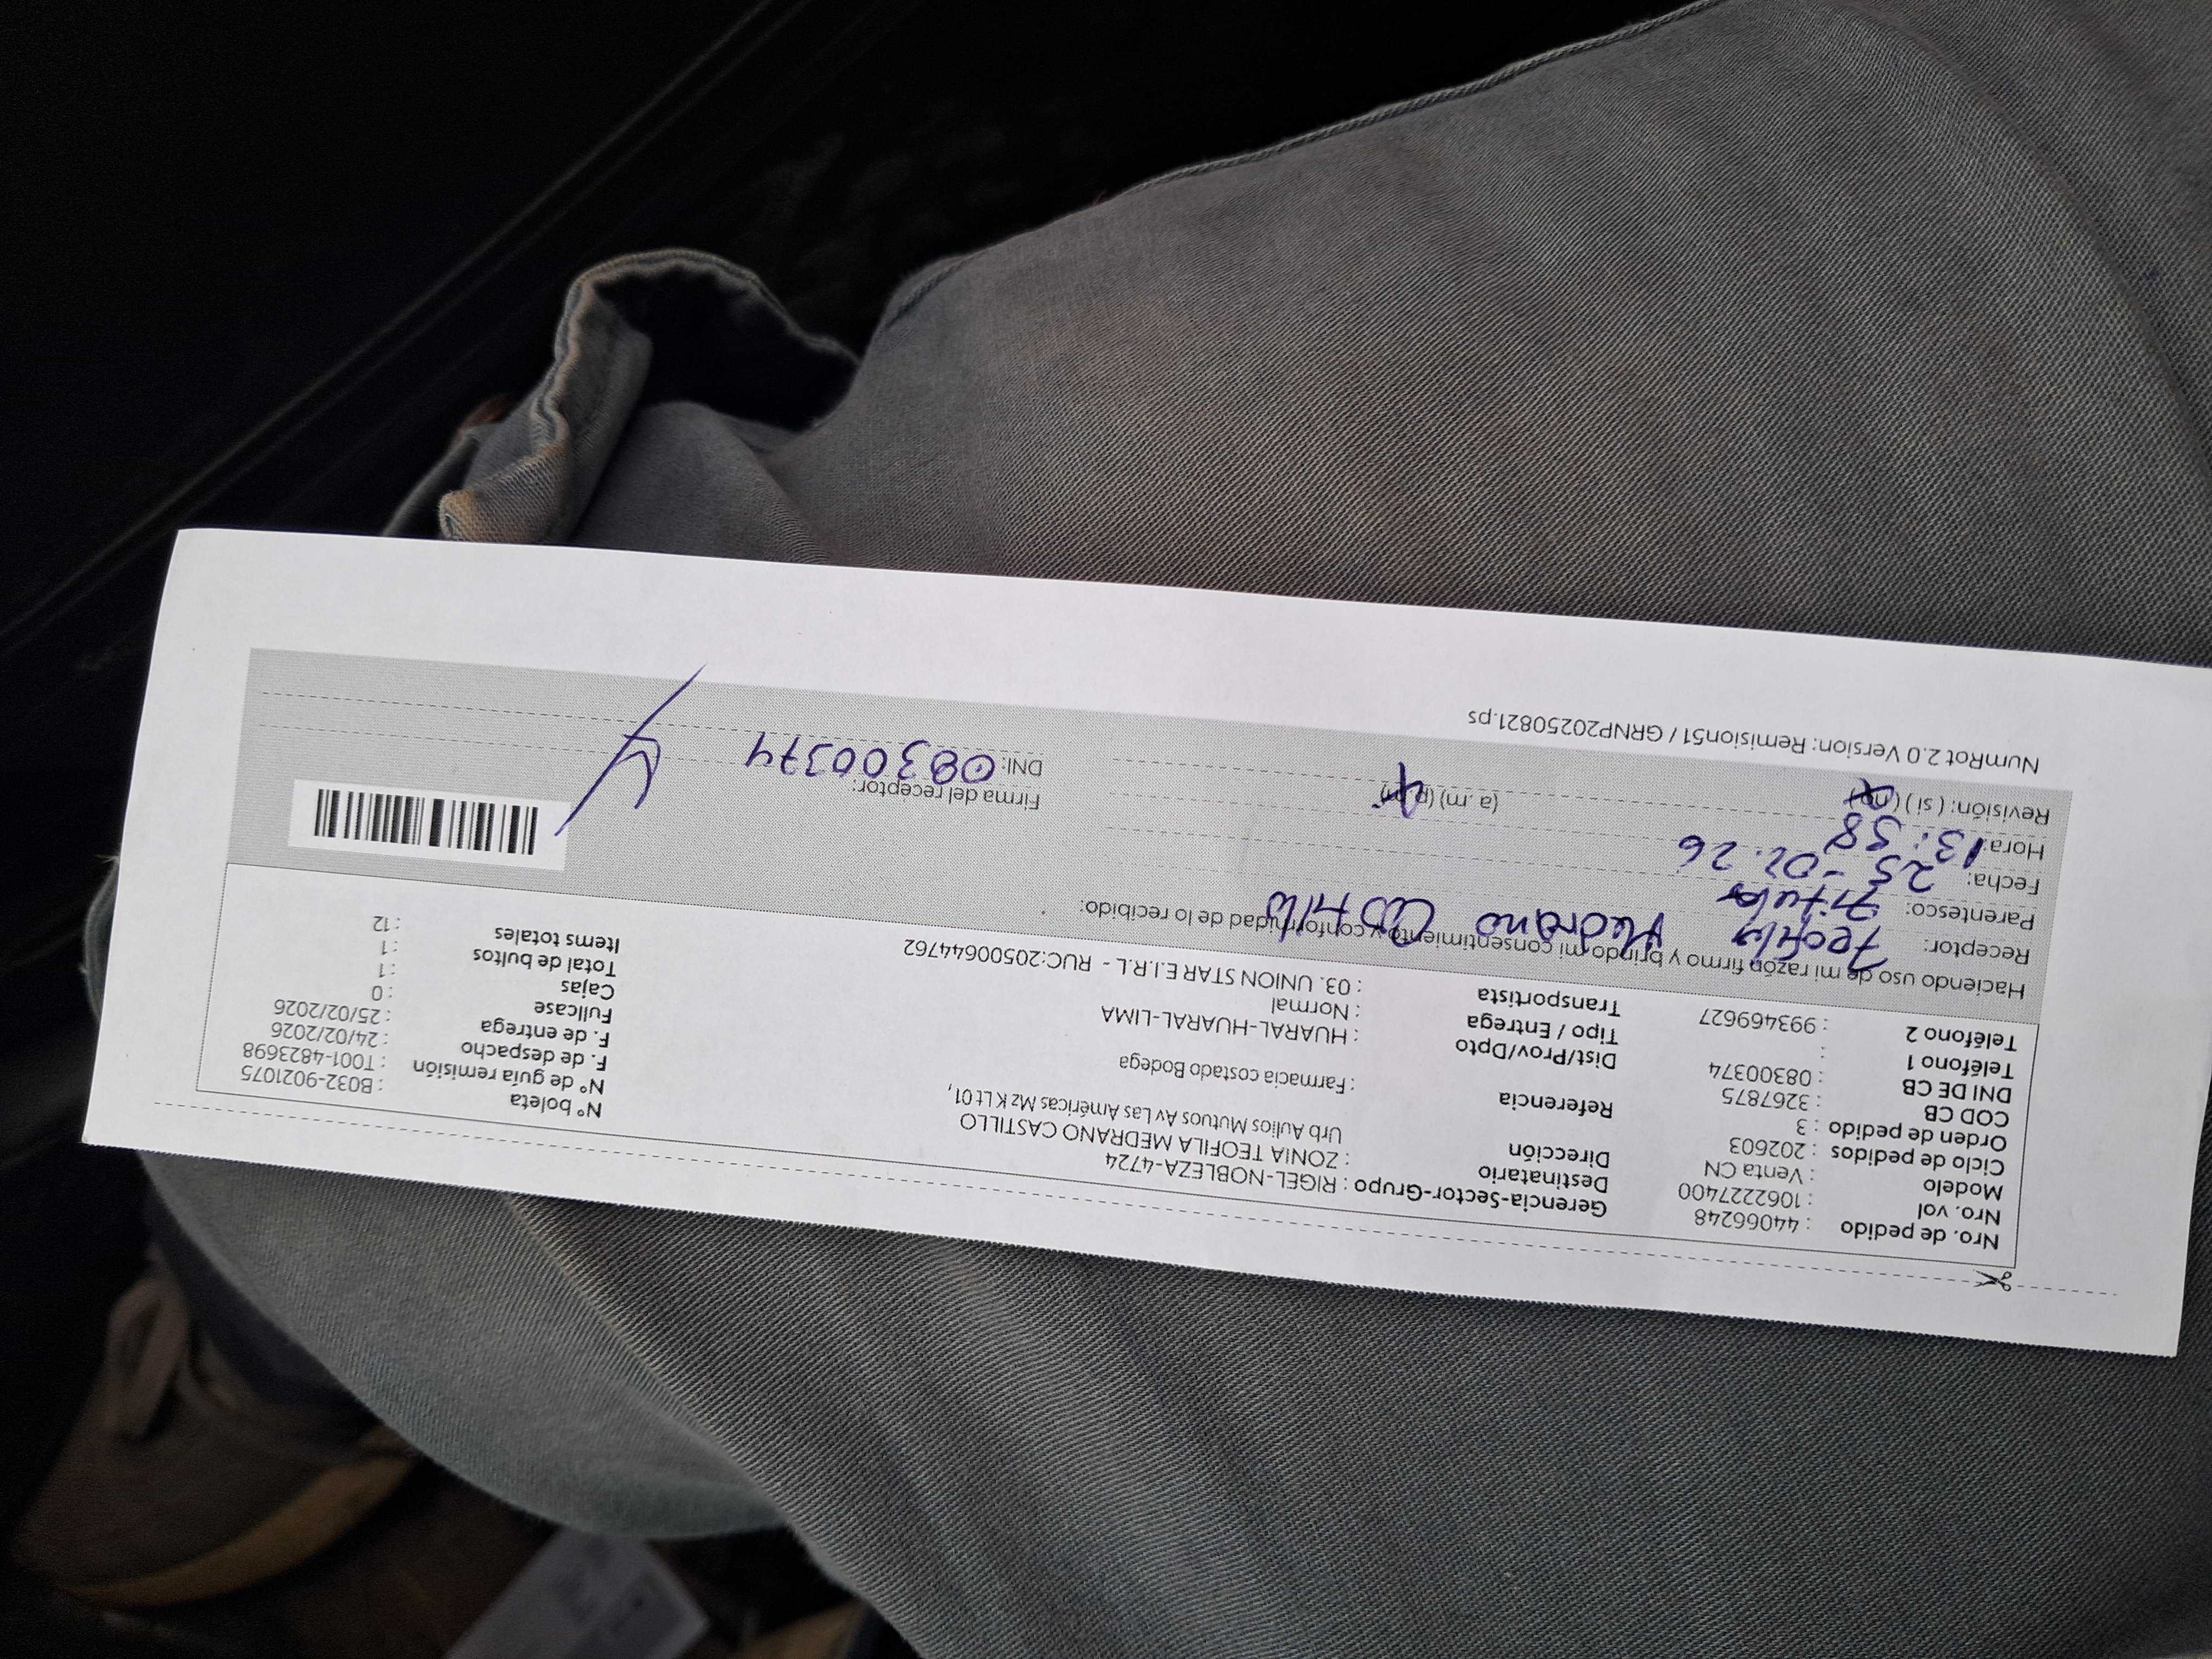 Nro. de pedido : 44066248
Nro. vol : 1062227400
Modelo : Venta CN
Ciclo de pedidos : 202603
Orden de pedido : 3
COD CB : 3267875
DNI DE CB : 08300374
Teléfono 1 :
Teléfono 2 : 993469627
Gerencia-Sector-Grupo : RIGEL-NOBLEZA-4724
Destinatario : ZONIA TEOFILA MEDRANO CASTILLO
Dirección Urb Aulios Mutuos Av Las Américas Mz K Lt 01,
Referencia : Farmacia costado Bodega
Dist/Prov/Dpto : HUARAL-HUARAL-LIMA
Tipo / Entrega : Normal
Transportista : 03. UNION STAR E.I.R.L - RUC:20500644762
N° boleta : B032-9021075
N° de guía remisión : T001-4823698
F. de despacho : 24/02/2026
F. de entrega : 25/02/2026
Fullcase : 0
Cajas : 1
Total de bultos : 1
Items totales : 12
Haciendo uso de mi razón firmo y brindo mi consentimiento y conformidad de lo recibido:
Receptor: Teofila Medrano Castillo
Parentesco: Titular
Fecha: 25-02.26
Hora: 13:58 (a.m) (p.m)
Revisión: ( si ) ( no )
Firma del receptor:
DNI: 08300374
NumRot 2.0 Version: Remision51 / GRNP20250821.ps